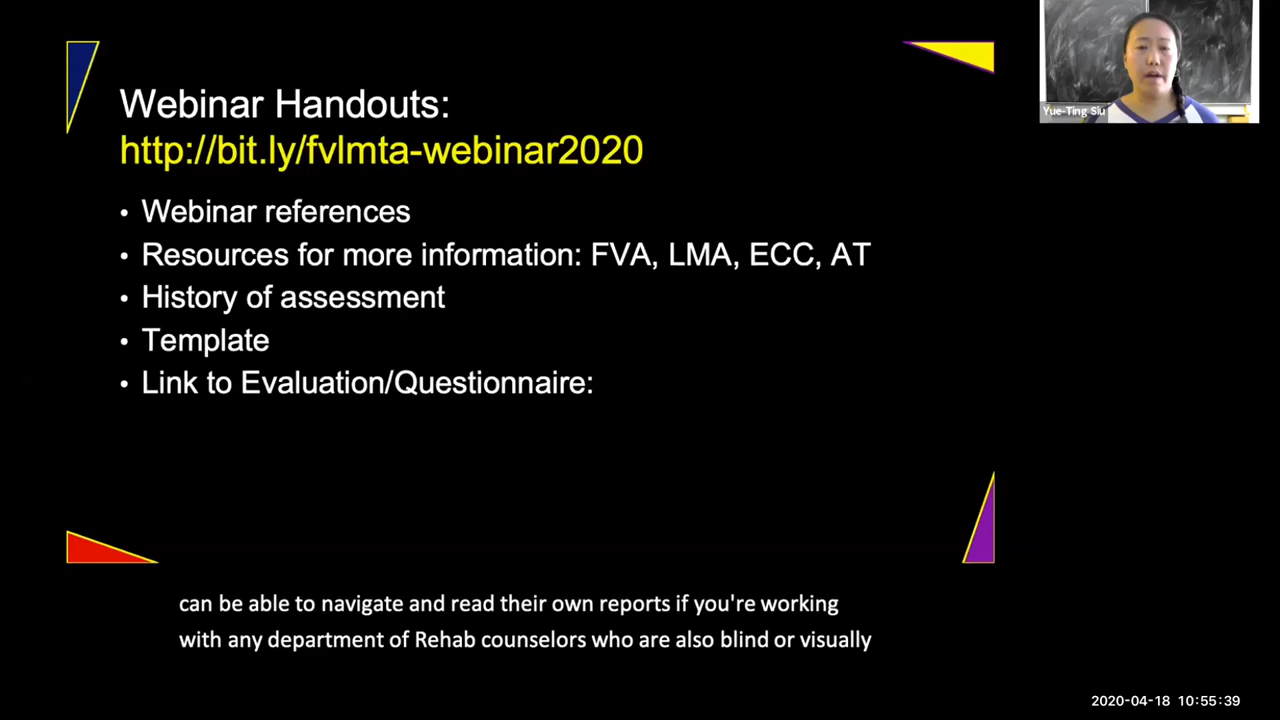 Webinar Handouts:
http://bit.ly/fvlmta-webinar2020
• Webinar references
• Resources for more information: FVA, LMA, ECC, AT
• History of assessment
• Template
• Link to Evaluation/Questionnaire:
Yue-Ting Siu
can be able to navigate and read their own reports if you're working
with any department of Rehab counselors who are also blind or visually
2020-04-18 10:55:39